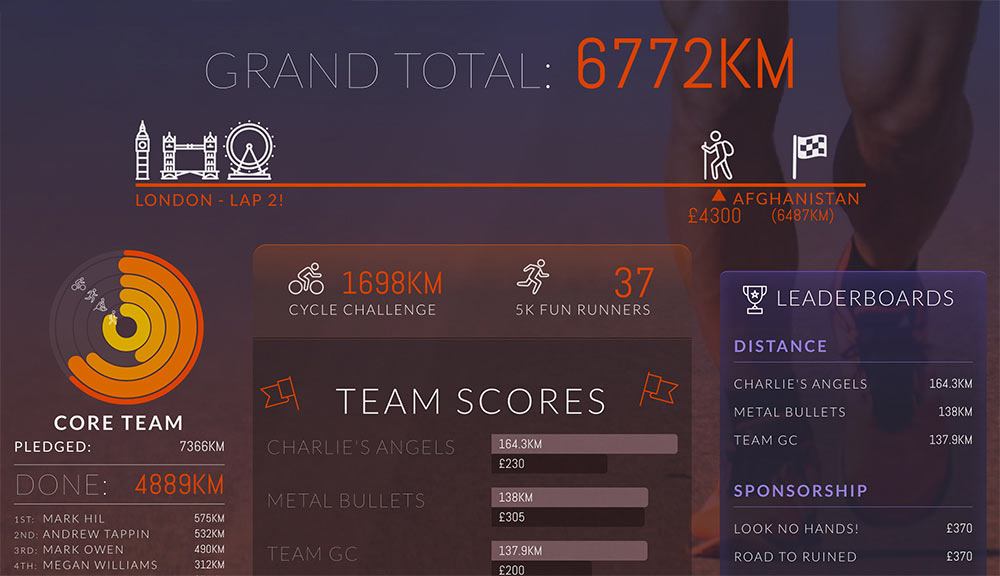 GRAND TOTAL: 6772KM
LONDON - LAP 2!
AFGHANISTAN
£4300
(6487KM)
CORE TEAM
PLEDGED: 7366KM
DONE: 4889KM
1ST: MARK HIL 575KM
2ND: ANDREW TAPPIN 532KM
3RD: MARK OWEN 490KM
4TH: MEGAN WILLIAMS 312KM
1698KM
CYCLE CHALLENGE
37
5K FUN RUNNERS
TEAM SCORES
CHARLIE'S ANGELS 164.3KM
£230
METAL BULLETS 138KM
£305
TEAM GC 137.9KM
£200
LEADERBOARDS
DISTANCE
CHARLIE'S ANGELS 164.3KM
METAL BULLETS 138KM
TEAM GC 137.9KM
SPONSORSHIP
LOOK NO HANDS! £370
ROAD TO RUINED £370